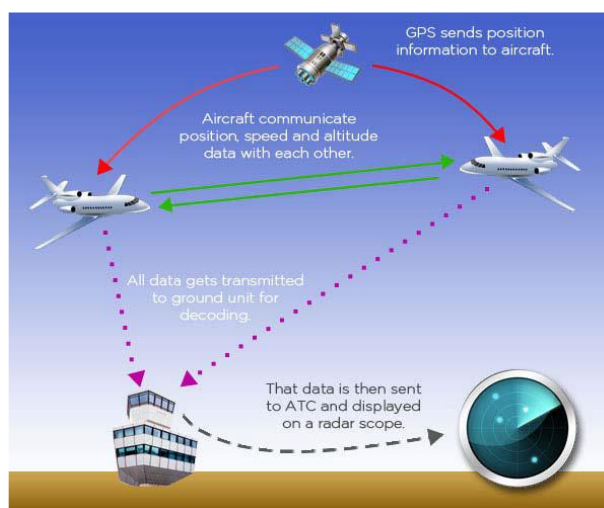 GPS sends position
information to aircraft.
Aircraft communicate
position, speed and altitude
data with each other.
All data gets transmitted
to ground unit for
decoding.
That data is then sent
to ATC and displayed
on a radar scope.